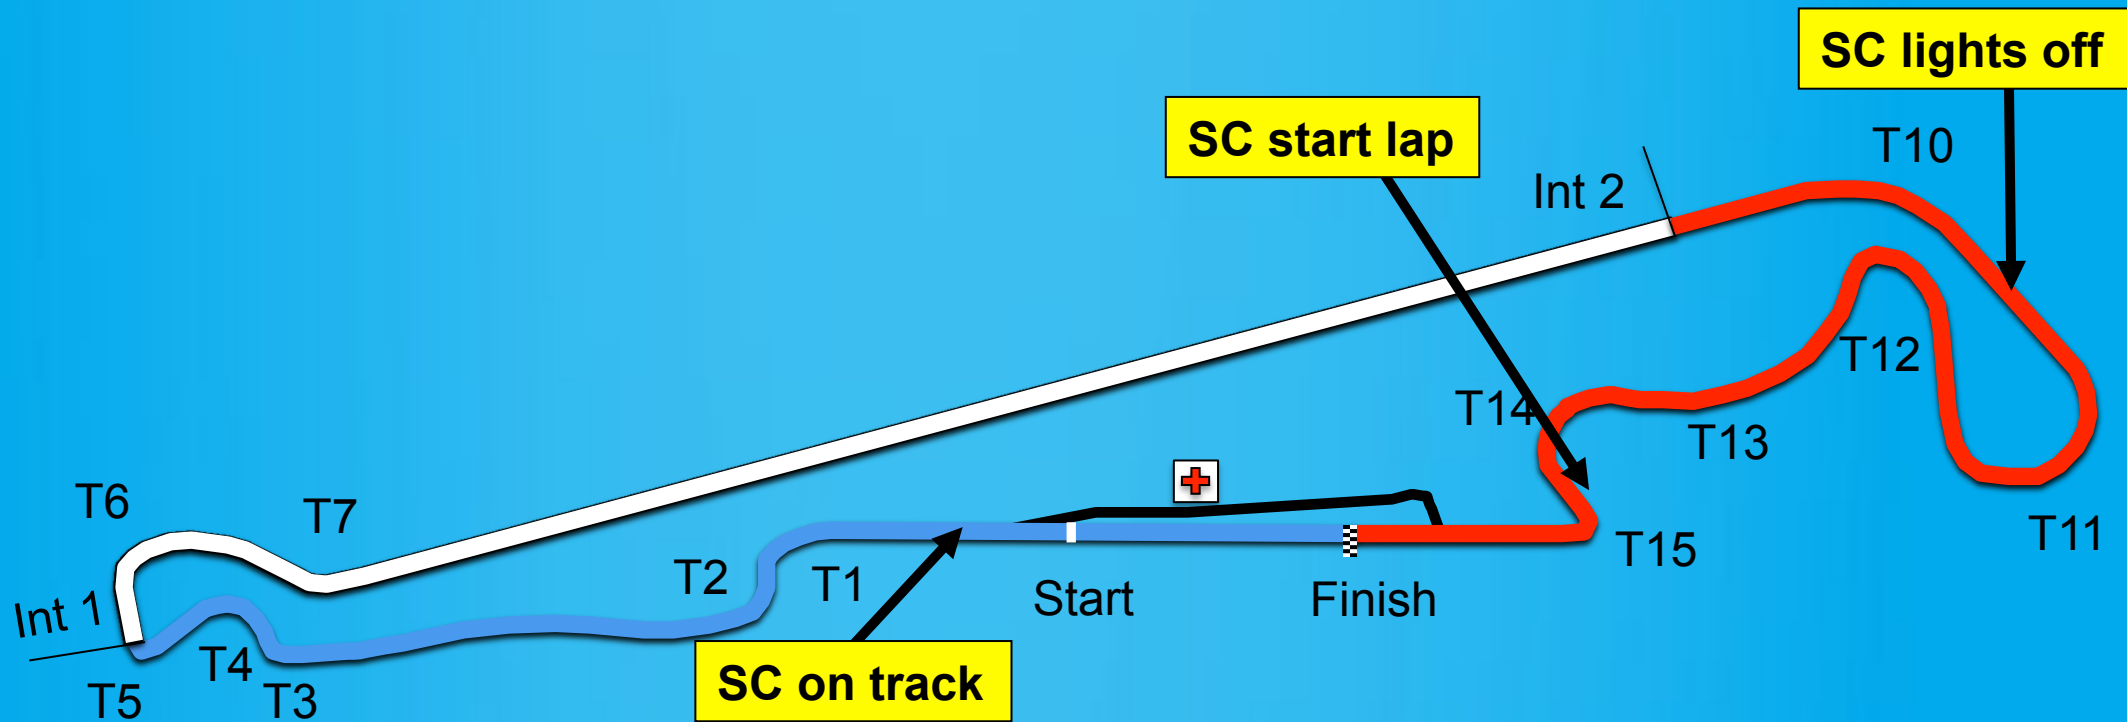 SC lights off
SC start lap
T10
Int 2
T12
T14
T13
T6
T7
T11
T15
T2
T1
Start
Finish
Int 1
T4
SC on track
T5
T3